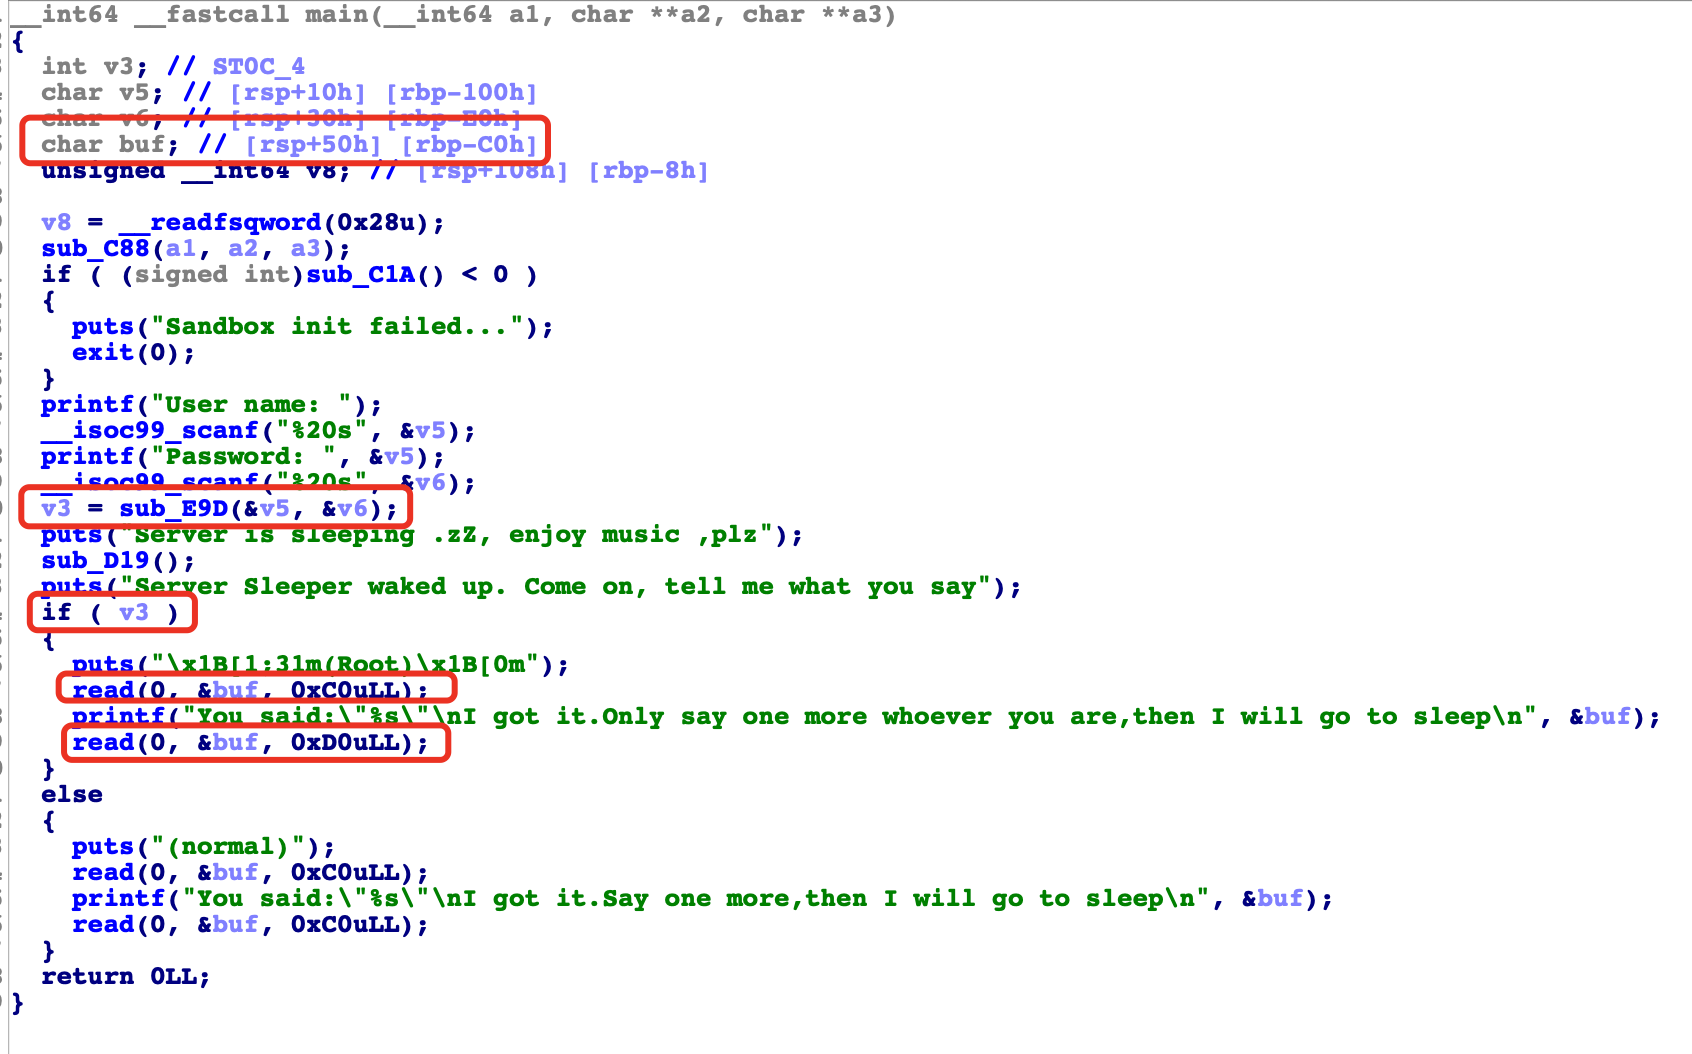 __int64 __fastcall main(__int64 a1, char **a2, char **a3)
{
int v3; // ST0C_4
char v5; // [rsp+10h] [rbp-100h]
char v6; // [rsp+30h] [rbp-E0h]
char buf; // [rsp+50h] [rbp-C0h]
unsigned __int64 v8; // [rsp+108h] [rbp-8h]
v8 = __readfsqword(0x28u);
sub_C88(a1, a2, a3);
if ( (signed int)sub_C1A() < 0 )
{
puts("Sandbox init failed...");
exit(0);
}
printf("User name: ");
__isoc99_scanf("%20s", &v5);
printf("Password: ", &v5);
__isoc99_scanf("%20s", &v6);
v3 = sub_E9D(&v5, &v6);
puts("Server is sleeping .zZ, enjoy music ,plz");
sub_D19();
puts("Server Sleeper waked up. Come on, tell me what you say");
if ( v3 )
{
puts("\x1B[1;31m(Root)\x1B[0m");
read(0, &buf, 0xC0uLL);
printf("You said:\"%s\"\nI got it.Only say one more whoever you are,then I will go to sleep\n", &buf);
read(0, &buf, 0xD0uLL);
}
else
{
puts("(normal)");
read(0, &buf, 0xC0uLL);
printf("You said:\"%s\"\nI got it.Say one more,then I will go to sleep\n", &buf);
read(0, &buf, 0xC0uLL);
}
return 0LL;
}